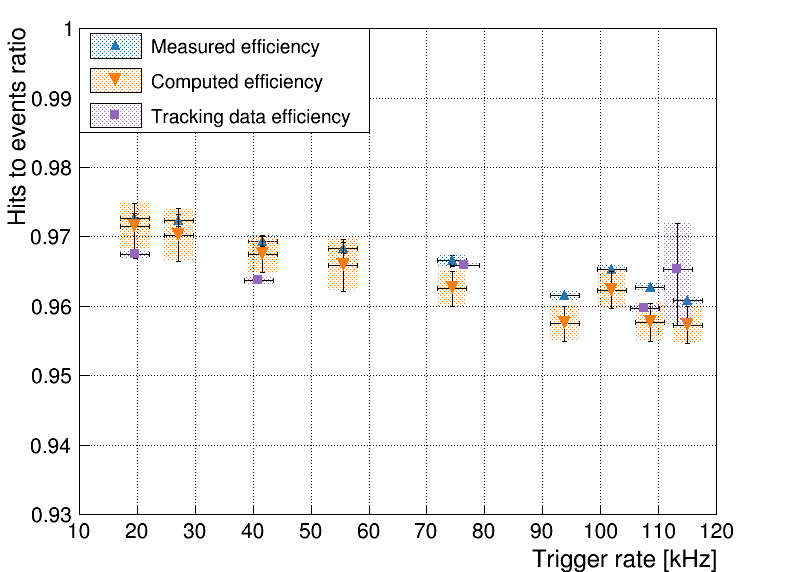 Hits to events ratio
1
0.99
0.98
0.97
0.96
0.95
0.94
0.93
Measured efficiency
Computed efficiency
Tracking data efficiency
10 20 30 40 50 60 70 80 90 100 110 120
Trigger rate [kHz]